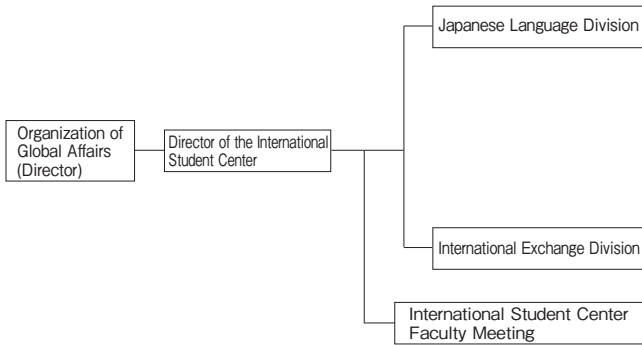 Japanese Language Division
Organization of
Global Affairs
(Director)
Director of the International
Student Center
International Exchange Division
International Student Center
Faculty Meeting